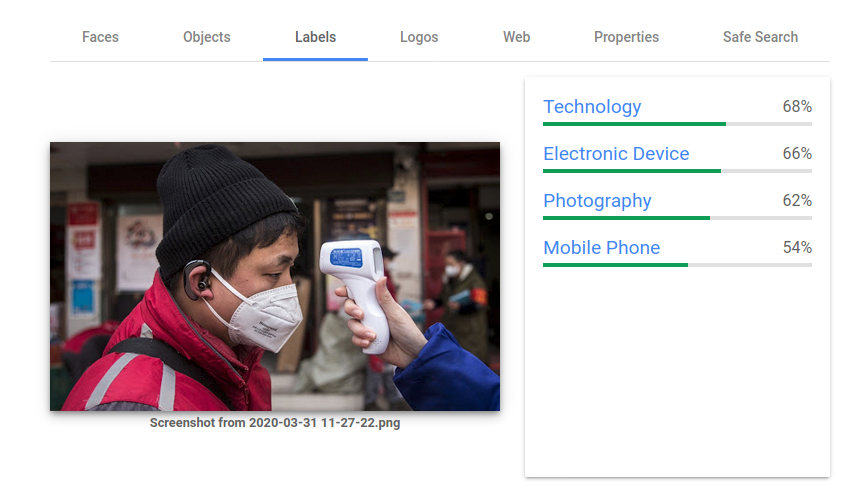 Faces Objects Labels Logos Web Properties Safe Search
Technology 68%
Electronic Device 66%
Photography 62%
Mobile Phone 54%
Screenshot from 2020-03-31 11-27-22.png